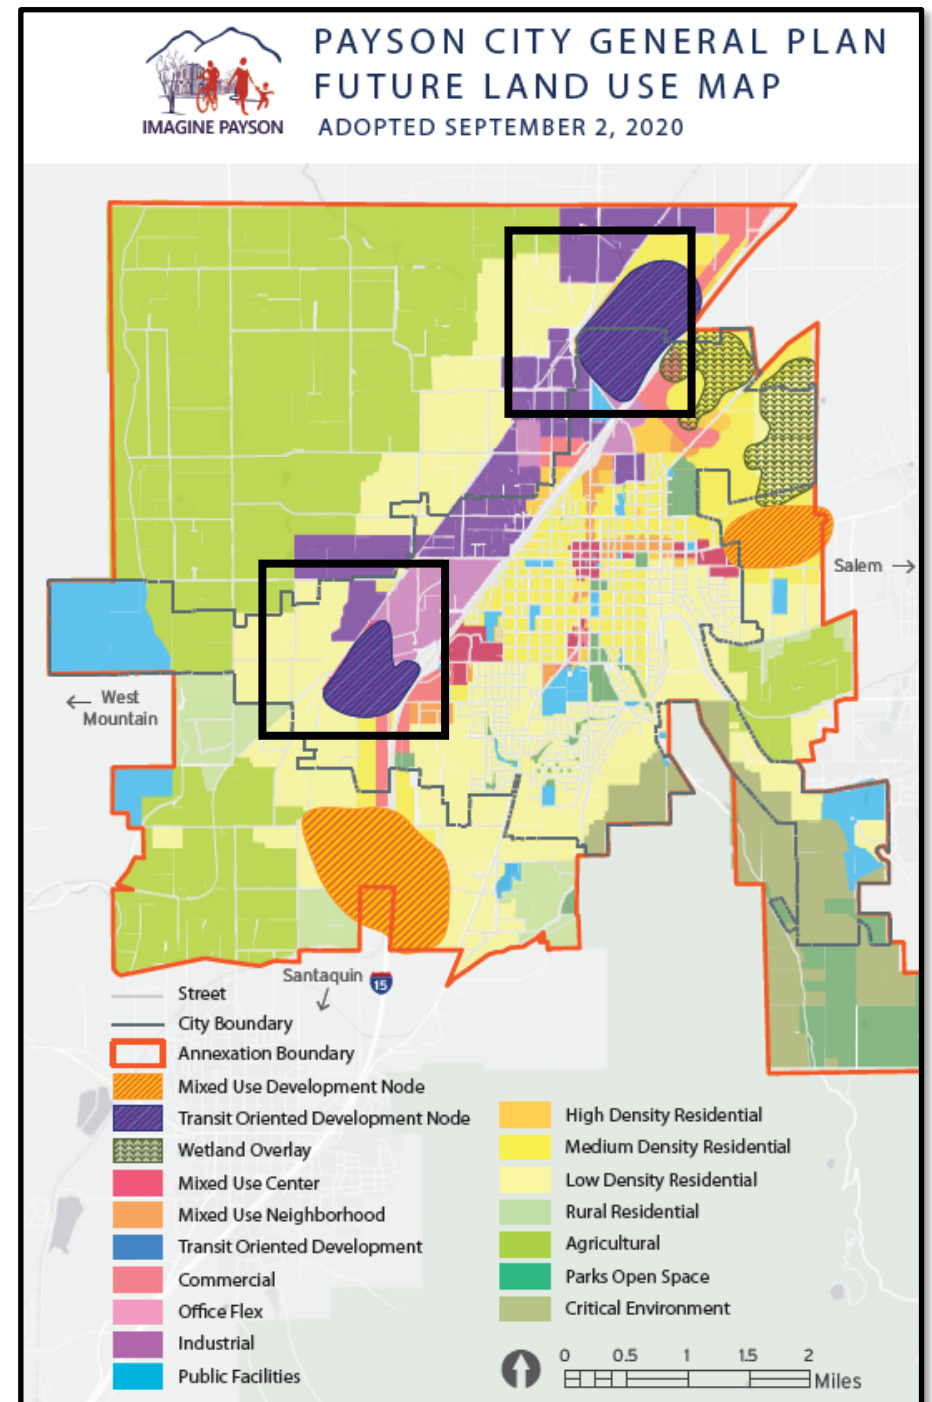 PAYSON CITY GENERAL PLAN
FUTURE LAND USE MAP
IMAGINE PAYSON
ADOPTED SEPTEMBER 2, 2020
Salem →
← West
Mountain
Santaquin
↓
15
Street
City Boundary
Annexation Boundary
Mixed Use Development Node
Transit Oriented Development Node
Wetland Overlay
Mixed Use Center
Mixed Use Neighborhood
Transit Oriented Development
Commercial
Office Flex
Industrial
Public Facilities
High Density Residential
Medium Density Residential
Low Density Residential
Rural Residential
Agricultural
Parks Open Space
Critical Environment
0 0.5 1 1.5 2
Miles